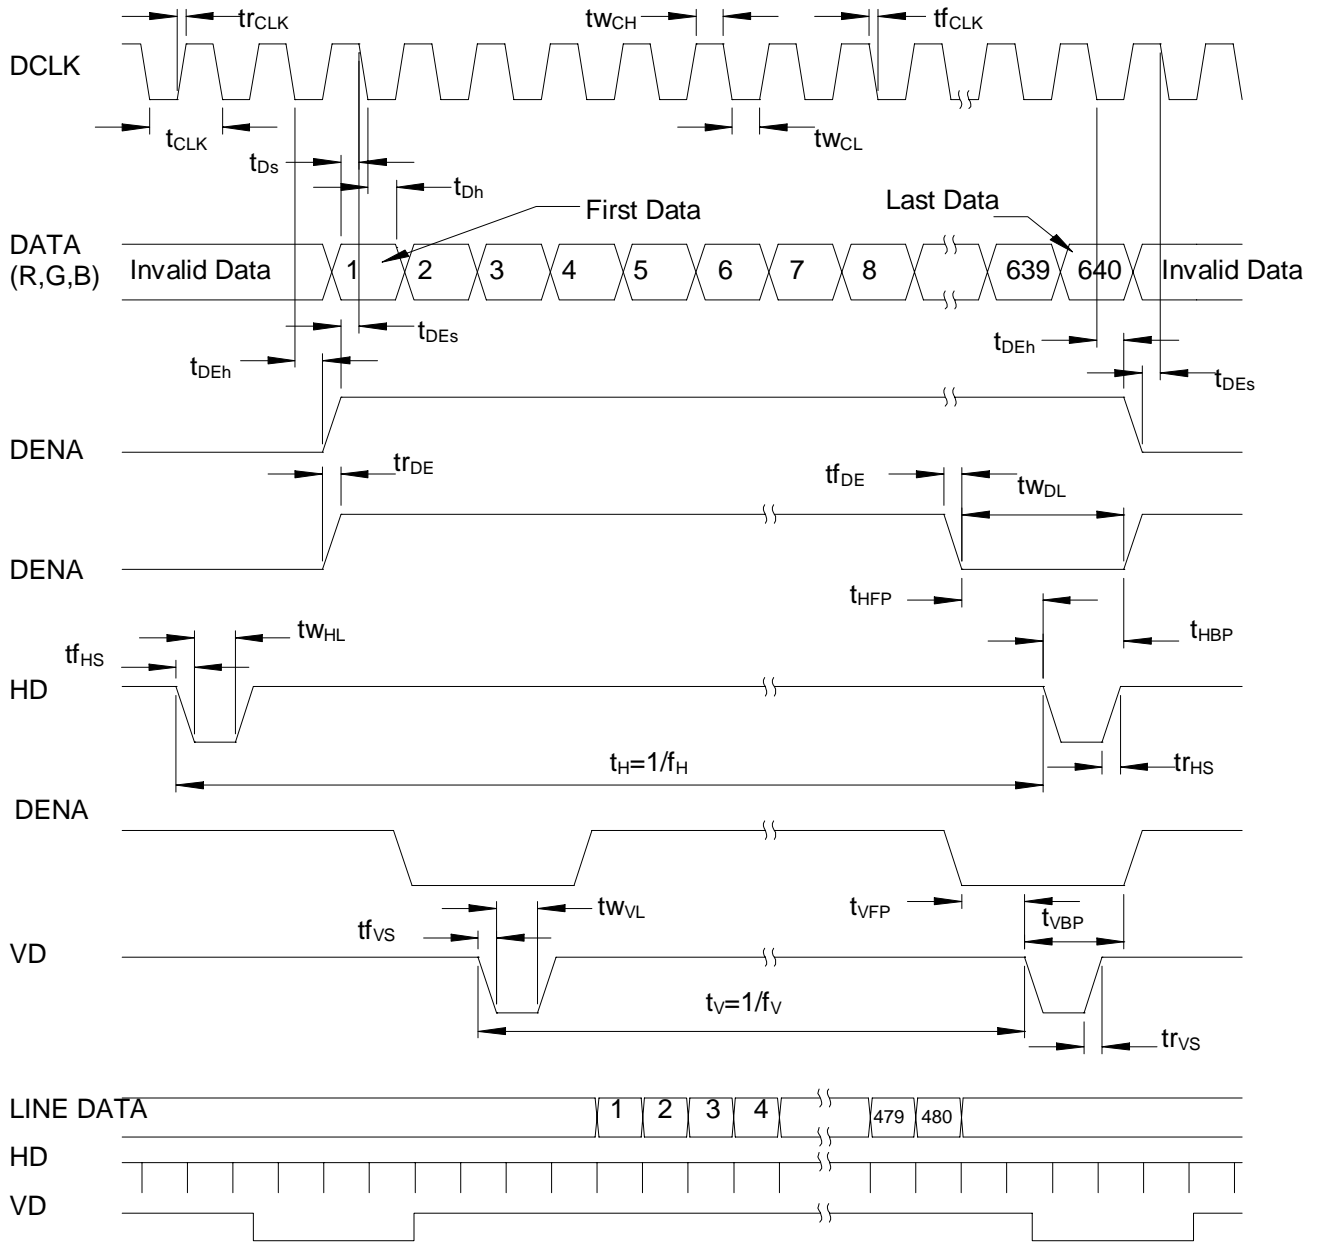 trCLK twCH tfCLK
DCLK
tCLK twCL
tDs
tDh
First Data Last Data
DATA
(R,G,B) Invalid Data 1 2 3 4 5 6 7 8 639 640 Invalid Data
tDEs
tDEh tDEh
tDEs
DENA
trDE tfDE twDL
DENA
tHFP
twHL tHBP
tfHS
HD
tH=1/fH trHS
DENA
twVL tVFP tVBP
tfVS
VD
tV=1/fV
trVS
LINE DATA 1 2 3 4 479 480
HD
VD